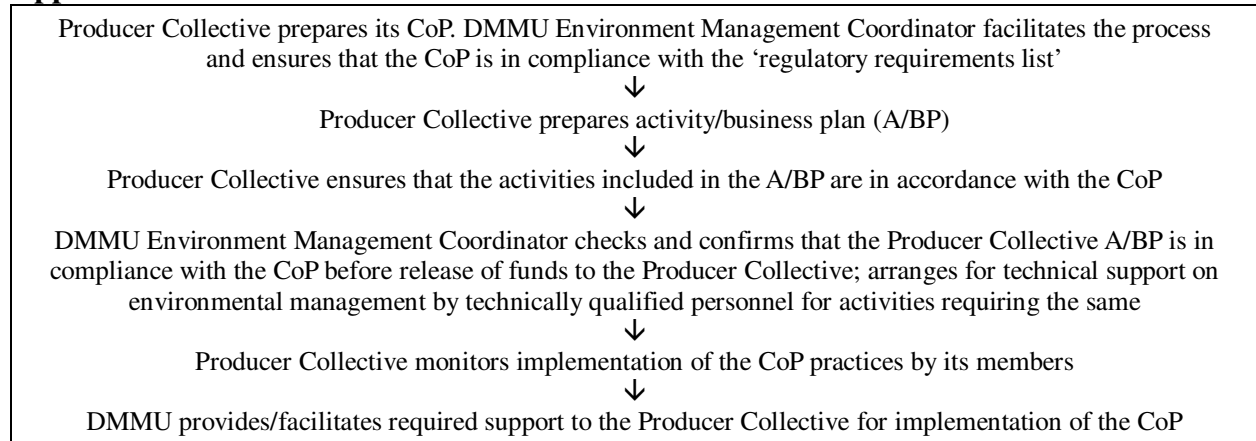 Producer Collective prepares its CoP. DMMU Environment Management Coordinator facilitates the process
and ensures that the CoP is in compliance with the ‘regulatory requirements list’
↓
Producer Collective prepares activity/business plan (A/BP)
↓
Producer Collective ensures that the activities included in the A/BP are in accordance with the CoP
↓
DMMU Environment Management Coordinator checks and confirms that the Producer Collective A/BP is in
compliance with the CoP before release of funds to the Producer Collective; arranges for technical support on
environmental management by technically qualified personnel for activities requiring the same
↓
Producer Collective monitors implementation of the CoP practices by its members
↓
DMMU provides/facilitates required support to the Producer Collective for implementation of the CoP